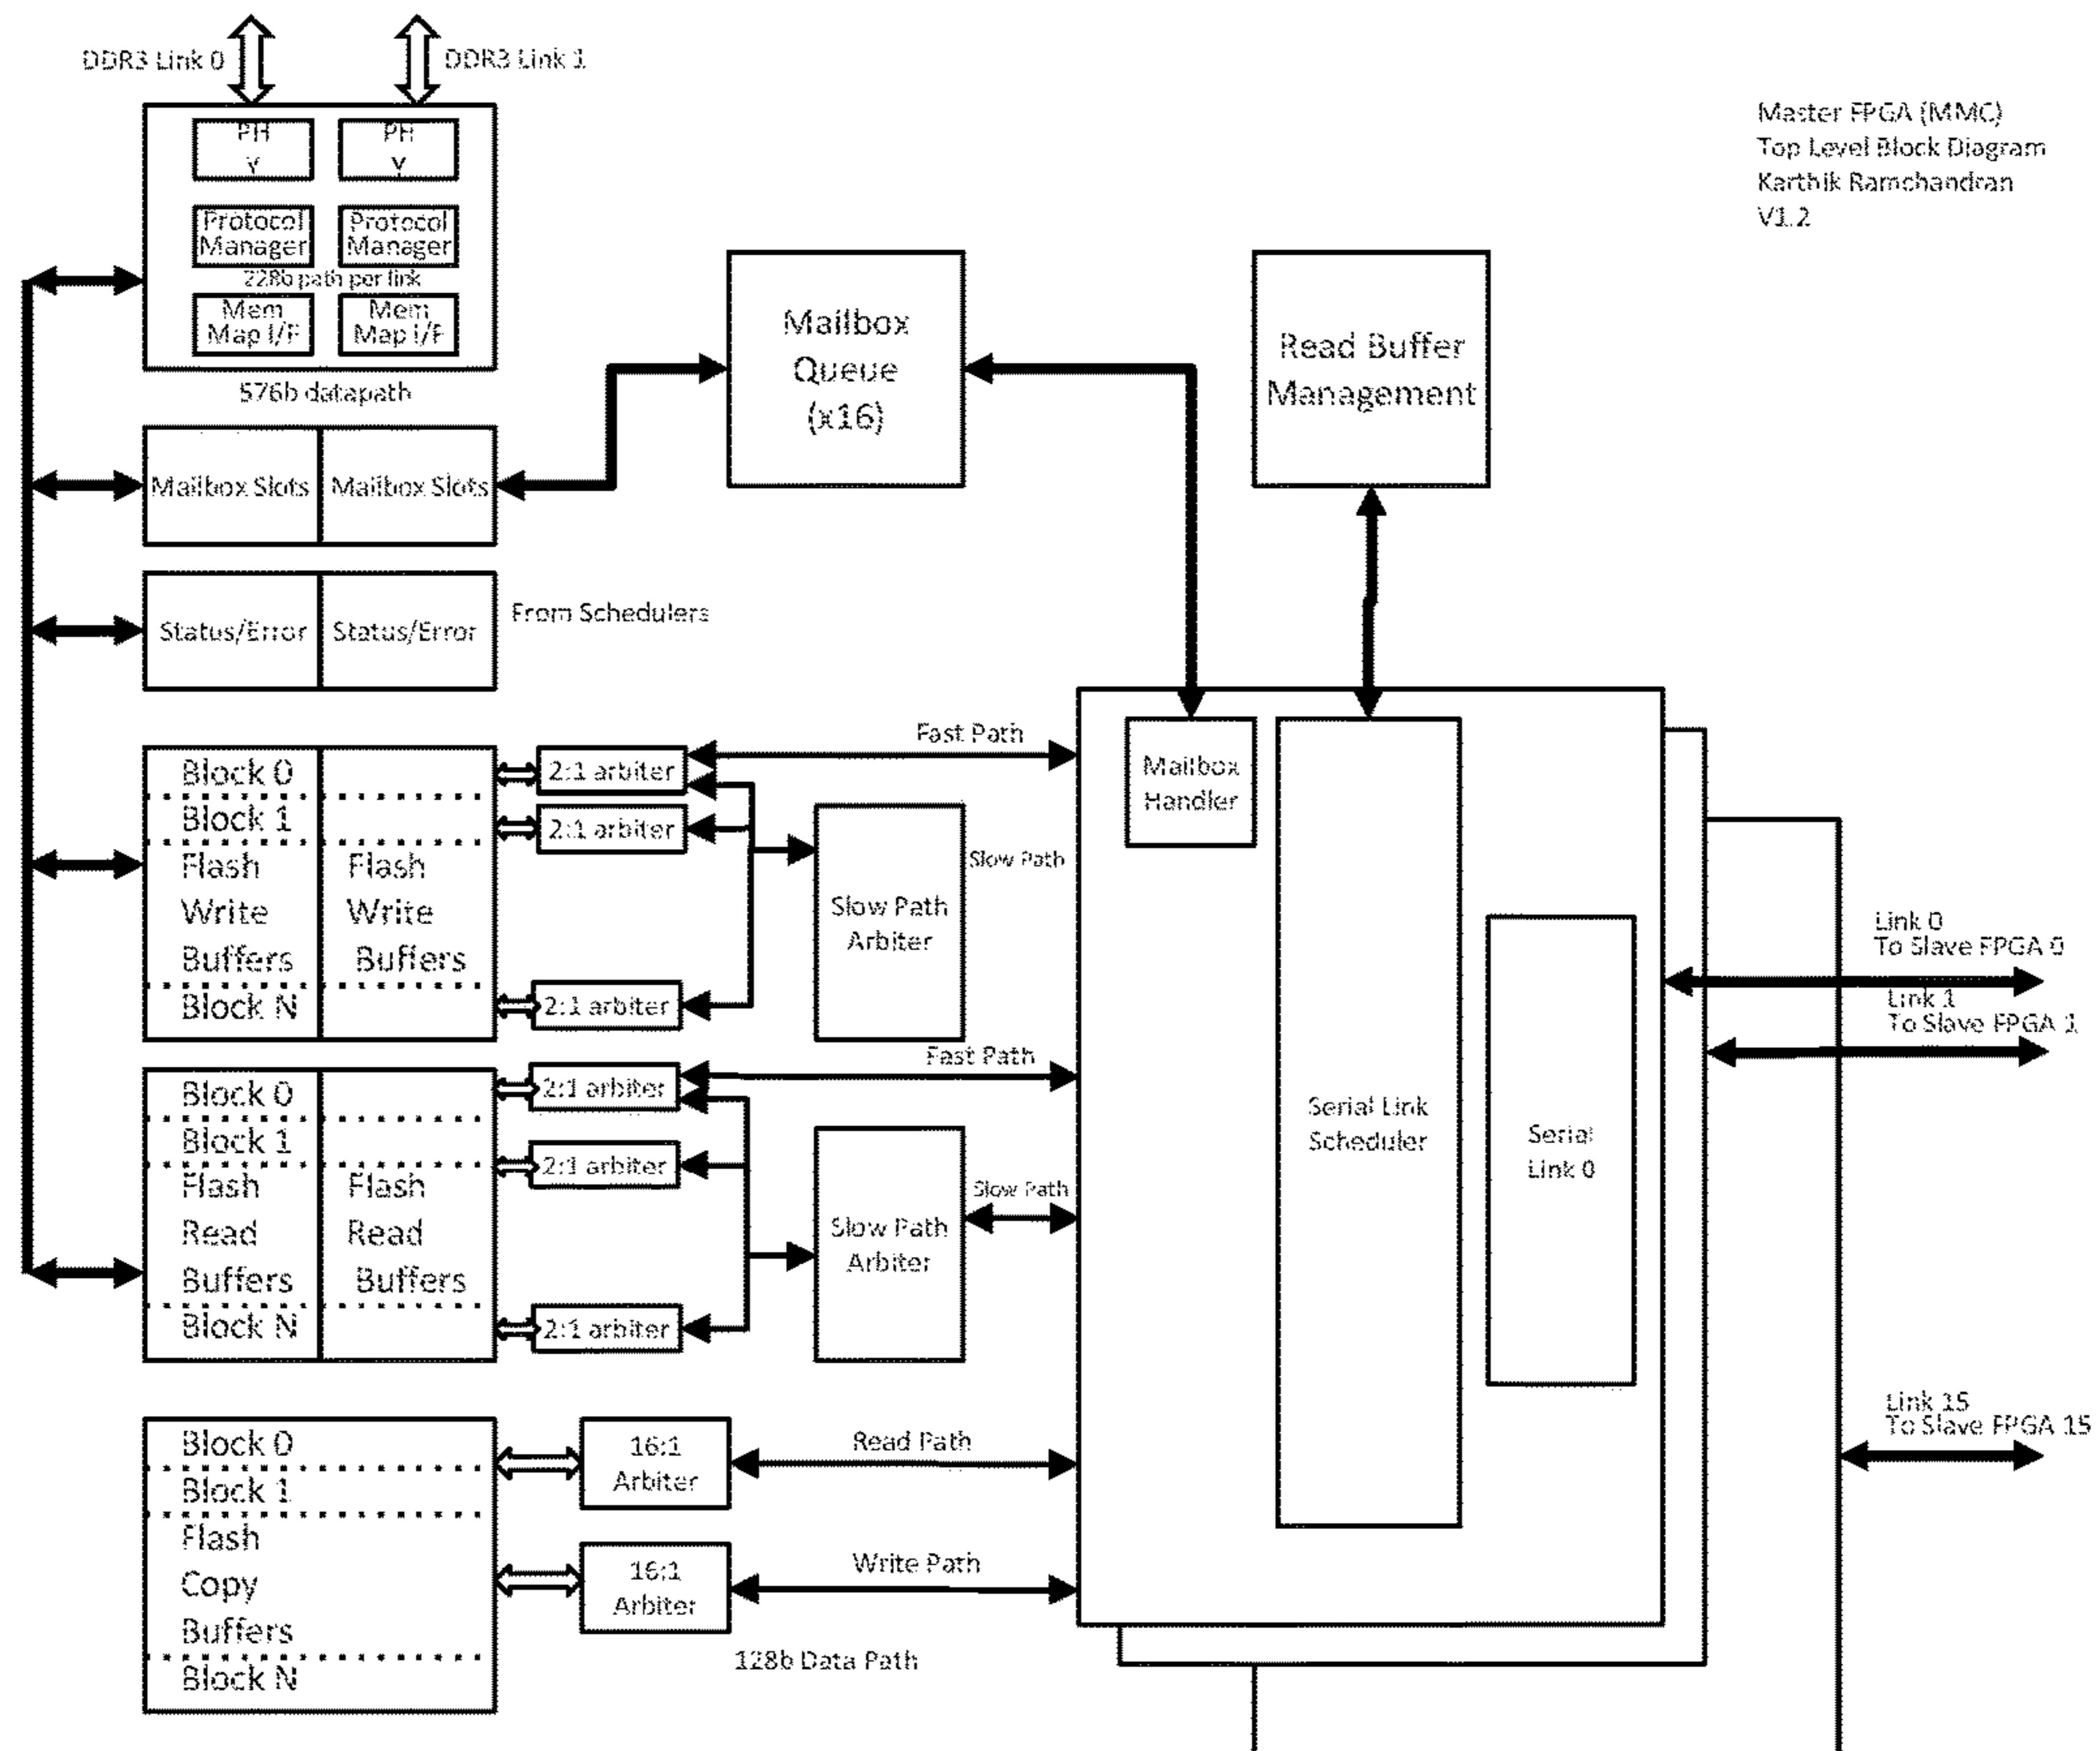 DDR3 Link 0
DDR3 Link 1
Master FPGA (MMC)
Top Level Block Diagram
Karthik Ramchandran
V1.2
PH
Y
PH
Y
Protocol
Manager
Protocol
Manager
228b path per link
Mem
Map I/F
Mem
Map I/F
576b datapath
Mailbox
Queue
(x16)
Read Buffer
Management
Mailbox Slots
Mailbox Slots
Status/Error
Status/Error
From Schedulers
Block 0
Block 1
Flash
Write
Buffers
Block N
Flash
Write
Buffers
2:1 arbiter
2:1 arbiter
2:1 arbiter
Fast Path
Slow Path
Arbiter
Slow Path
Mailbox
Handler
Serial Link
Scheduler
Serial
Link 0
Link 0
To Slave FPGA 0
Link 1
To Slave FPGA 1
Link 15
To Slave FPGA 15
Block 0
Block 1
Flash
Read
Buffers
Block N
Flash
Read
Buffers
2:1 arbiter
2:1 arbiter
2:1 arbiter
Fast Path
Slow Path
Arbiter
Slow Path
Block 0
Block 1
Flash
Copy
Buffers
Block N
16:1
Arbiter
16:1
Arbiter
Read Path
Write Path
128b Data Path